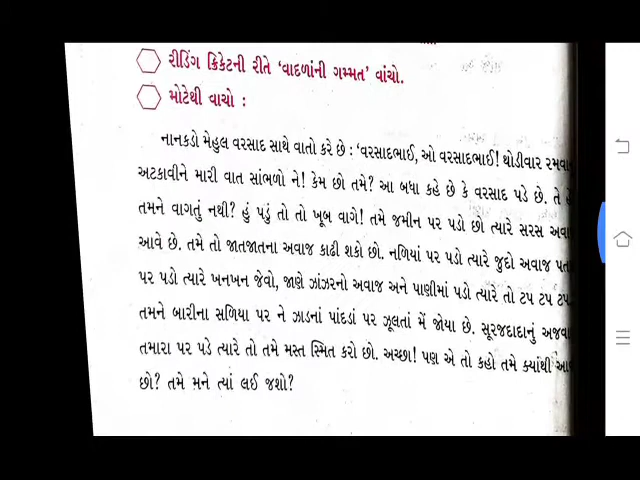 રીડિંગ ક્રિકેટની રીતે ‘વાદળાંની ગમ્મત’ વાંચો.
મોટેથી વાચો :
નાનકડો મેહુલ વરસાદ સાથે વાતો કરે છે : ‘વરસાદભાઈ, ઓ વરસાદભાઈ! થોડીવાર
અટકાવીને મારી વાત સાંભળો ને! કેમ છો તમે? આ બધા કહે છે કે વરસાદ પડે છે. તે
તમને વાગતું નથી? હું પડું તો તો ખૂબ વાગે! તમે જમીન પર પડો છો ત્યારે સરસ
આવે છે. તમે તો જાતજાતના અવાજ કાઢી શકો છો. નળિયાં પર પડો ત્યારે જુદો અવાજ
પર પડો ત્યારે ખનખન જેવો, જાણે ઝાંઝરનો અવાજ અને પાણીમાં પડો ત્યારે તો ટપ ટપ ટપ
તમને બારીના સળિયા પર ને ઝાડનાં પાંદડાં પર ઝૂલતાં મેં જોયા છે. સૂરજદાદાનું
તમારા પર પડે ત્યારે તો તમે મસ્ત સ્મિત કરો છો. અચ્છા! પણ એ તો કહો તમે ક્યાંથી
છો? તમે મને ત્યાં લઈ જશો?